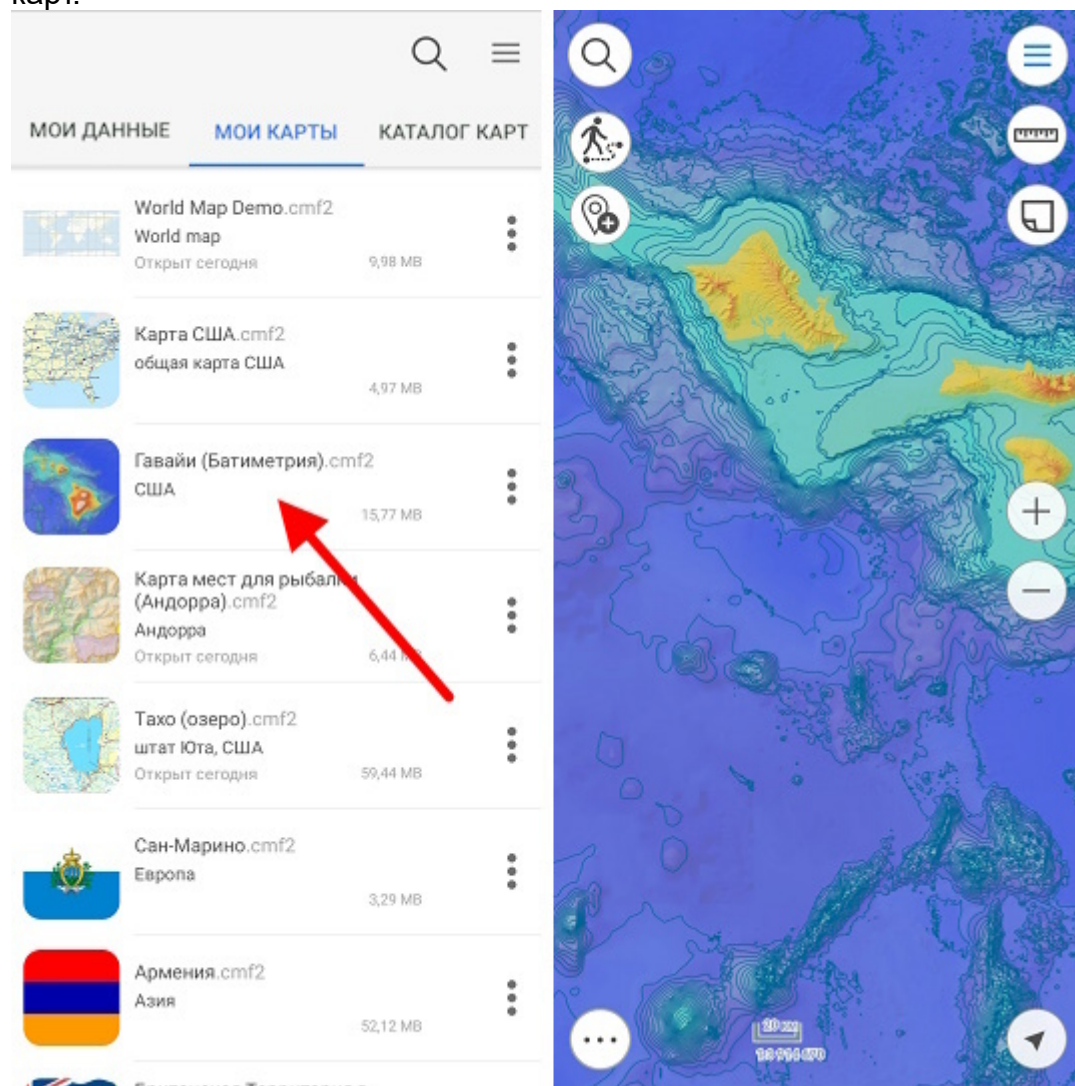 карт.
МОИ ДАННЫЕ МОИ КАРТЫ КАТАЛОГ КАРТ
World Map Demo.cmf2
World map
Открыт сегодня 9,98 MB
Карта США.cmf2
общая карта США
4,97 MB
Гавайи (Батиметрия).cmf2
США
15,77 MB
Карта мест для рыбалки
(Андорра).cmf2
Андорра
Открыт сегодня 6,44 MB
Тахо (озеро).cmf2
штат Юта, США
Открыт сегодня 59,44 MB
Сан-Марино.cmf2
Европа
3,29 MB
Армения.cmf2
Азия
52,12 MB
20 км